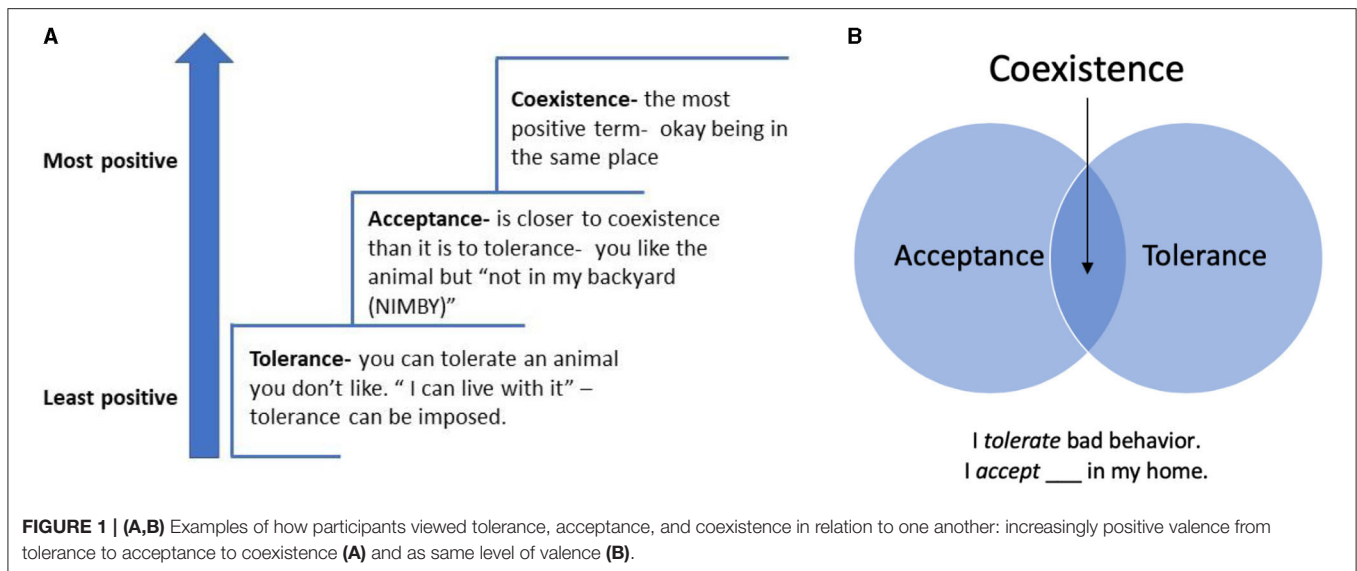 A
Most positive
Least positive
Coexistence- the most
positive term- okay being in
the same place
Acceptance- is closer to coexistence
than it is to tolerance- you like the
animal but “not in my backyard
(NIMBY)”
Tolerance- you can tolerate an animal
you don’t like. “ I can live with it” –
tolerance can be imposed.
B
Coexistence
Acceptance
Tolerance
I tolerate bad behavior.
I accept ___ in my home.
FIGURE 1 | (A,B) Examples of how participants viewed tolerance, acceptance, and coexistence in relation to one another: increasingly positive valence from
tolerance to acceptance to coexistence (A) and as same level of valence (B).